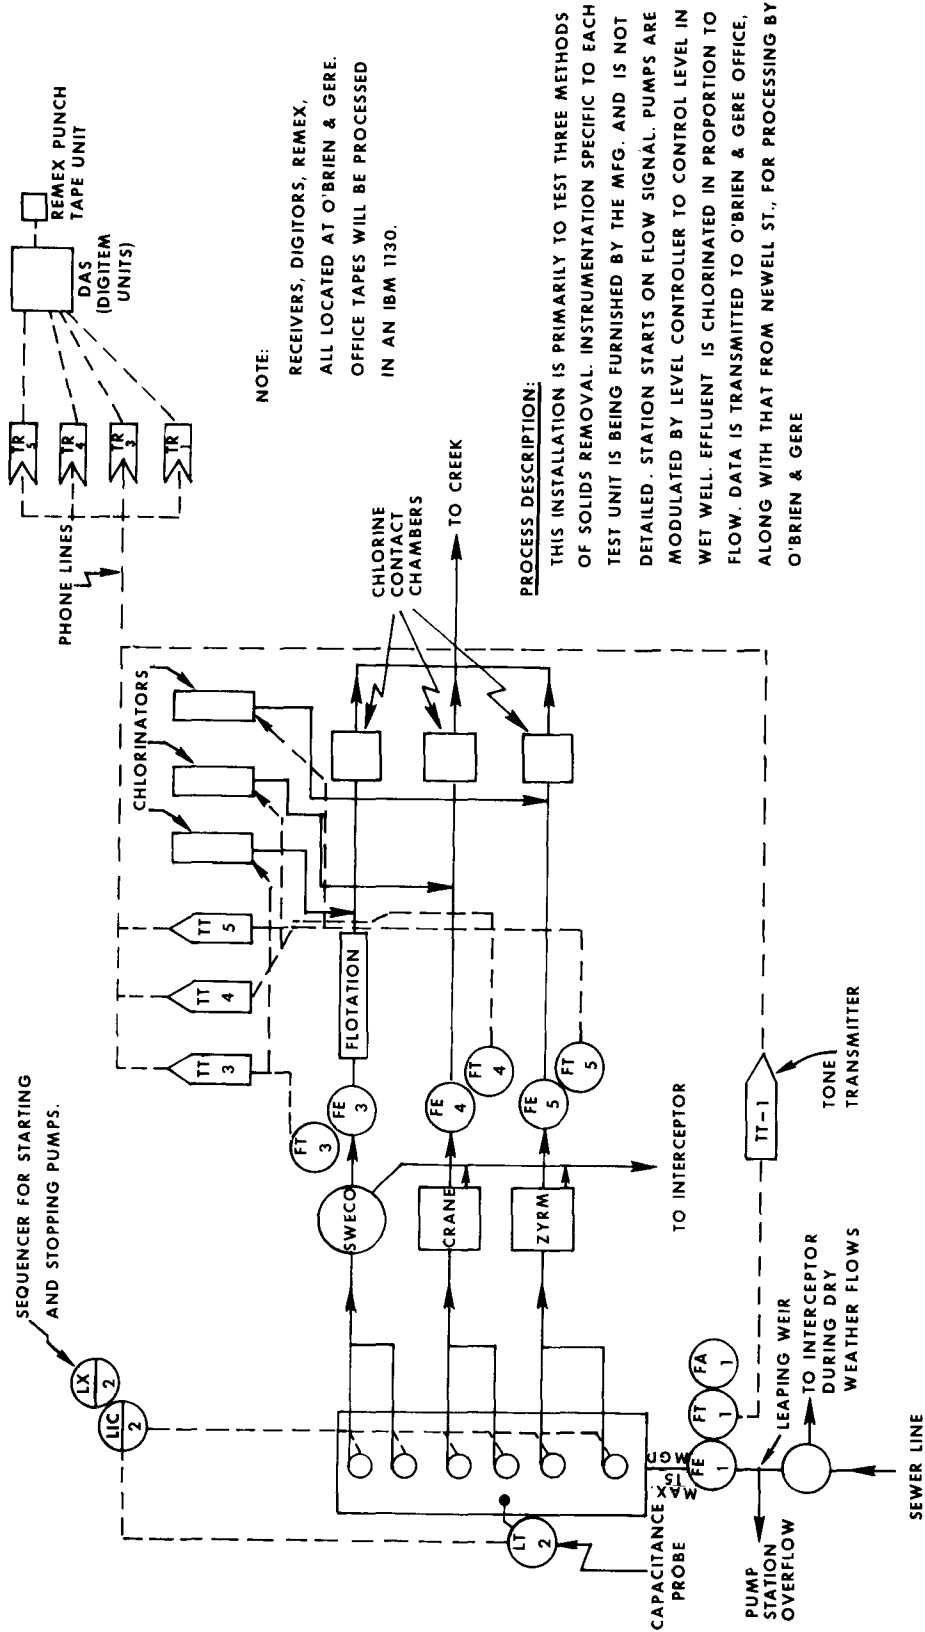 REMEX PUNCH
TAPE UNIT
DAS
(DIGITEM
UNITS)
TR
5
TR
4
TR
3
TR
1
PHONE LINES
NOTE:
RECEIVERS, DIGITORS, REMEX,
ALL LOCATED AT O'BRIEN & GERE.
OFFICE TAPES WILL BE PROCESSED
IN AN IBM 1130.
CHLORINATORS
TT
5
TT
4
TT
3
CHLORINE
CONTACT
CHAMBERS
TO CREEK
FLOTATION
FT
3
FE
3
FE
4
FT
4
FE
5
FT
5
SWECO
CRANE
ZYRM
TO INTERCEPTOR
TT-1
TONE
TRANSMITTER
SEQUENCER FOR STARTING
AND STOPPING PUMPS.
LX
2
LIC
2
LT
2
CAPACITANCE
PROBE
MAX.
15
MGD
FE
1
FT
1
FA
1
LEAPING WEIR
TO INTERCEPTOR
DURING DRY
WEATHER FLOWS
PUMP
STATION
OVERFLOW
SEWER LINE
PROCESS DESCRIPTION:
THIS INSTALLATION IS PRIMARILY TO TEST THREE METHODS
OF SOLIDS REMOVAL. INSTRUMENTATION SPECIFIC TO EACH
TEST UNIT IS BEING FURNISHED BY THE MFG. AND IS NOT
DETAILED. STATION STARTS ON FLOW SIGNAL. PUMPS ARE
MODULATED BY LEVEL CONTROLLER TO CONTROL LEVEL IN
WET WELL. EFFLUENT IS CHLORINATED IN PROPORTION TO
FLOW. DATA IS TRANSMITTED TO O'BRIEN & GERE OFFICE,
ALONG WITH THAT FROM NEWELL ST., FOR PROCESSING BY
O'BRIEN & GERE